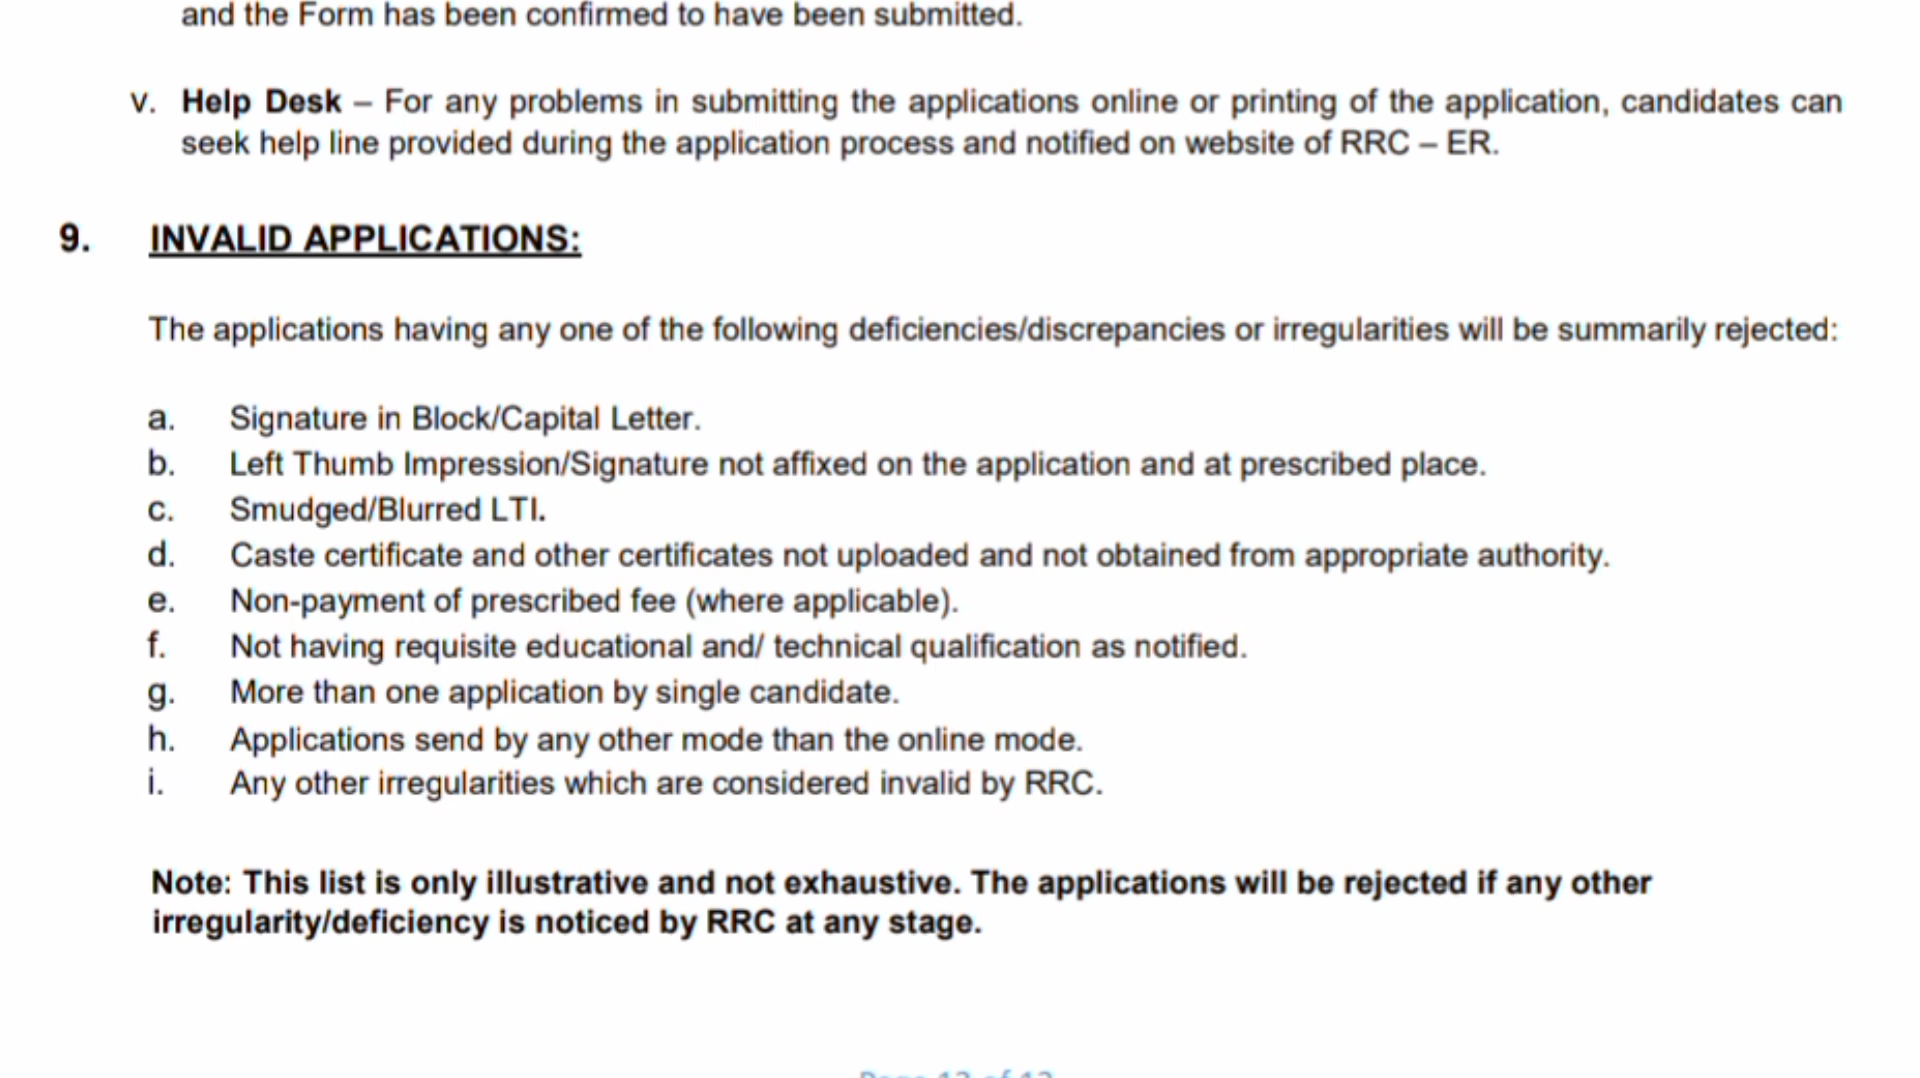 and the Form has been confirmed to have been submitted.
v. Help Desk – For any problems in submitting the applications online or printing of the application, candidates can
seek help line provided during the application process and notified on website of RRC – ER.
9. INVALID APPLICATIONS:
The applications having any one of the following deficiencies/discrepancies or irregularities will be summarily rejected:
a. Signature in Block/Capital Letter.
b. Left Thumb Impression/Signature not affixed on the application and at prescribed place.
c. Smudged/Blurred LTI.
d. Caste certificate and other certificates not uploaded and not obtained from appropriate authority.
e. Non-payment of prescribed fee (where applicable).
f. Not having requisite educational and/ technical qualification as notified.
g. More than one application by single candidate.
h. Applications send by any other mode than the online mode.
i. Any other irregularities which are considered invalid by RRC.
Note: This list is only illustrative and not exhaustive. The applications will be rejected if any other
irregularity/deficiency is noticed by RRC at any stage.